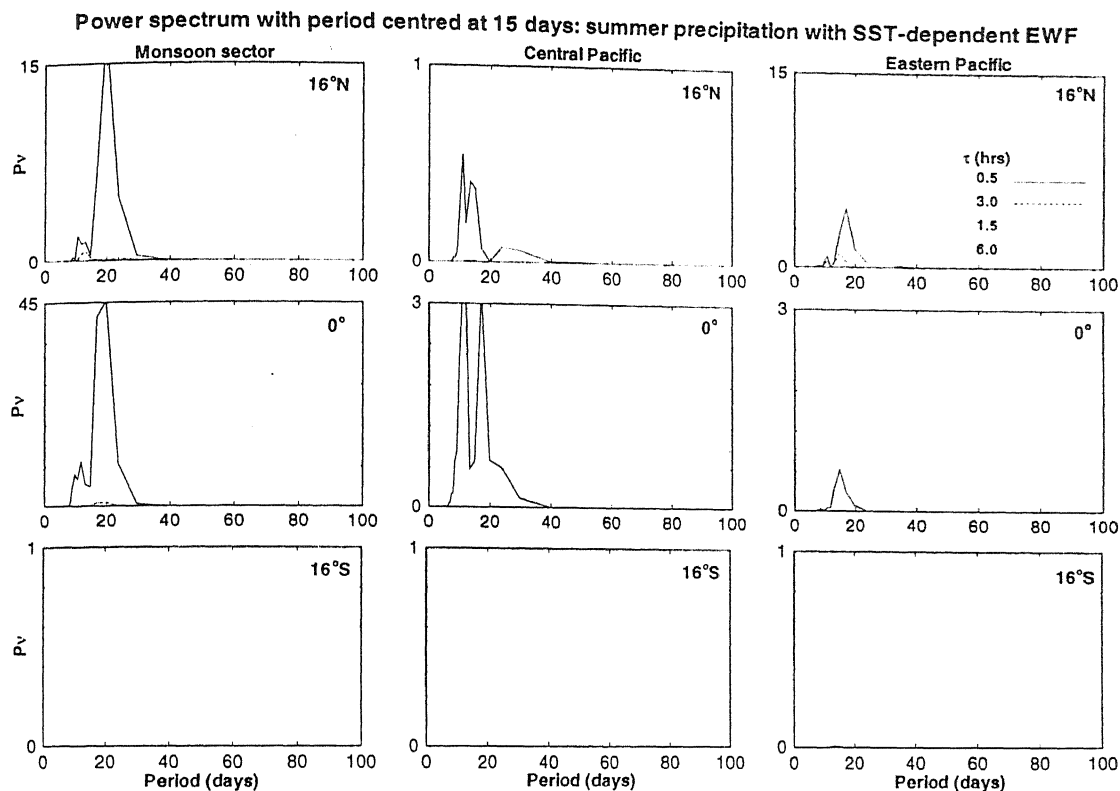 Power spectrum with period centred at 15 days: summer precipitation with SST-dependent EWF
Monsoon sector
Central Pacific
Eastern Pacific
15
16°N
Pν
0
0 20 40 60 80 100
1
16°N
0
0 20 40 60 80 100
15
16°N
τ (hrs)
0.5
3.0
1.5
6.0
0
0 20 40 60 80 100
45
0°
Pν
0
0 20 40 60 80 100
3
0°
0
0 20 40 60 80 100
3
0°
0
0 20 40 60 80 100
1
16°S
Pν
0
0 20 40 60 80 100
Period (days)
1
16°S
0
0 20 40 60 80 100
Period (days)
1
16°S
0
0 20 40 60 80 100
Period (days)